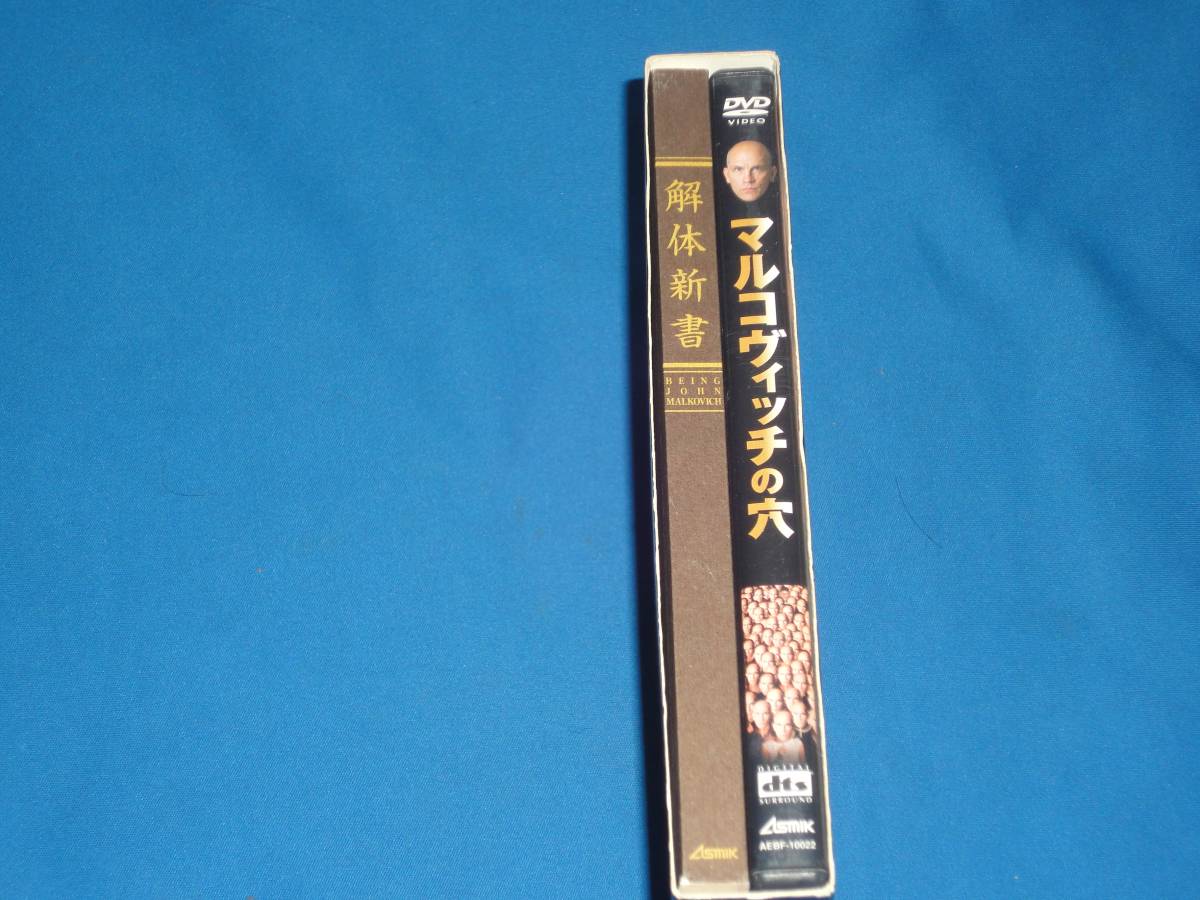 解体新書
BEING
JOHN
MALKOVICH
ASMIK
DVD
VIDEO
マルコヴィッチの穴
DIGITAL
dts
SURROUND
ASMIK
AEBF-10022